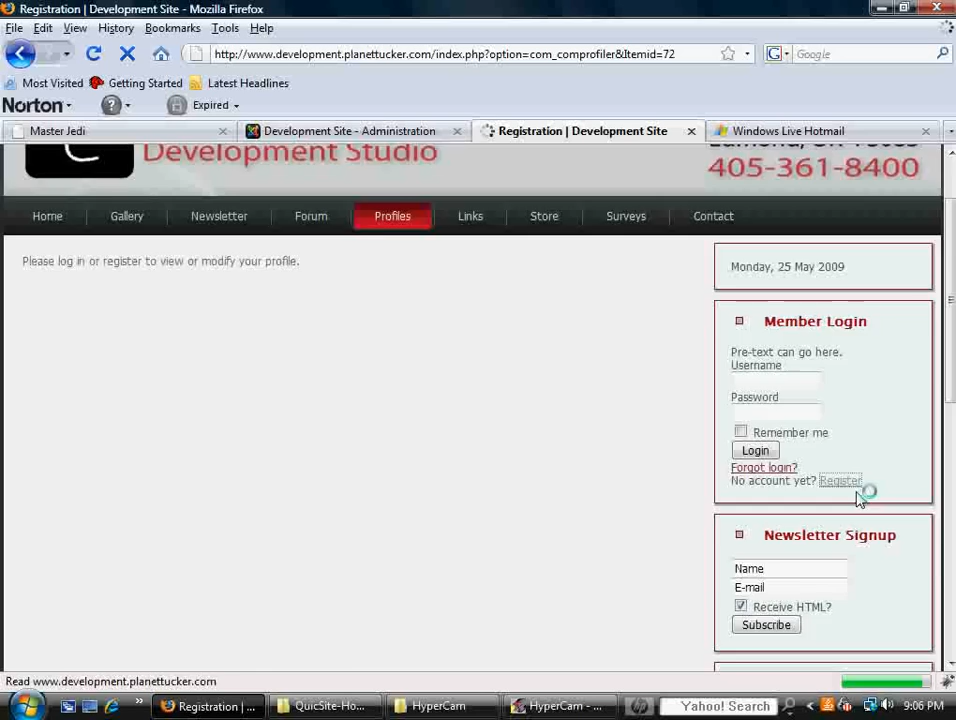 Registration | Development Site - Mozilla Firefox
File Edit View History Bookmarks Tools Help
http://www.development.planettucker.com/index.php?option=com_comprofiler&Itemid=72 Google
Most Visited Getting Started Latest Headlines
Norton Expired
Master Jedi Development Site - Administration Registration | Development Site Windows Live Hotmail
Development Studio
405-361-8400
Home Gallery Newsletter Forum Profiles Links Store Surveys Contact
Please log in or register to view or modify your profile.
Monday, 25 May 2009
Member Login
Pre-text can go here.
Username
Password
Remember me
Login
Forgot login?
No account yet? Register
Newsletter Signup
Name
E-mail
Receive HTML?
Subscribe
Read www.development.planettucker.com
Registration | ... QuicSite-Ho... HyperCam HyperCam - ... Yahoo! Search 9:06 PM